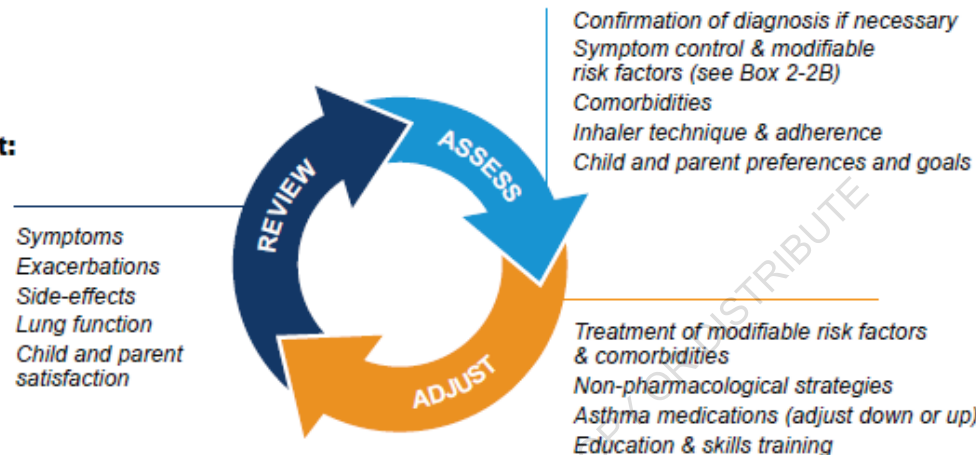 Confirmation of diagnosis if necessary
Symptom control & modifiable
risk factors (see Box 2-2B)
Comorbidities
Inhaler technique & adherence
Child and parent preferences and goals
t:
REVIEW
ASSESS
ADJUST
Symptoms
Exacerbations
Side-effects
Lung function
Child and parent
satisfaction
Treatment of modifiable risk factors
& comorbidities
Non-pharmacological strategies
Asthma medications (adjust down or up)
Education & skills training
OR DISTRIBUTE